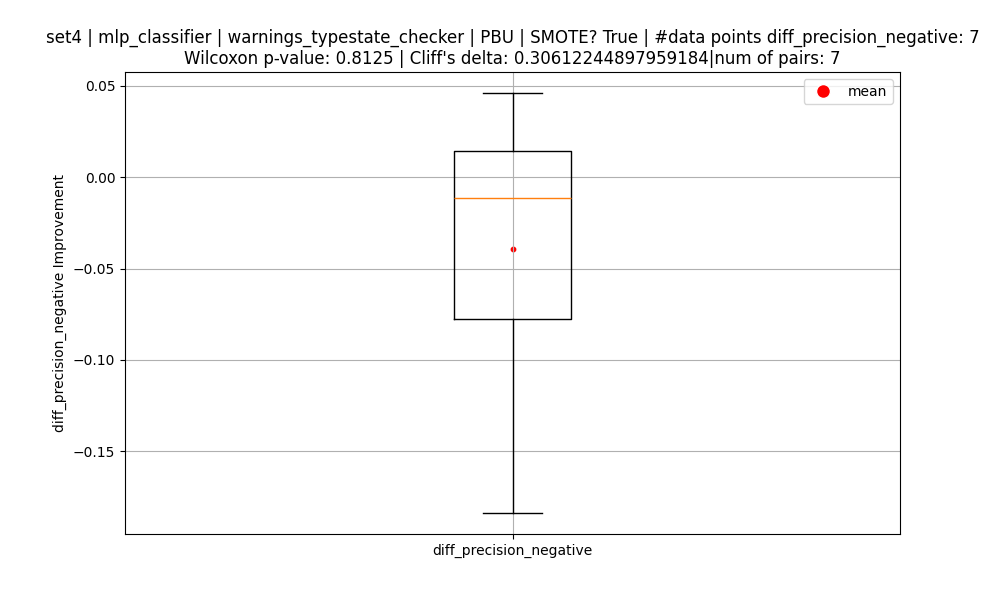 set4 | mlp_classifier | warnings_typestate_checker | PBU | SMOTE? True | #data points diff_precision_negative: 7
Wilcoxon p-value: 0.8125 | Cliff's delta: 0.30612244897959184|num of pairs: 7
mean
0.05
0.00
−0.05
−0.10
−0.15
diff_precision_negative Improvement
diff_precision_negative